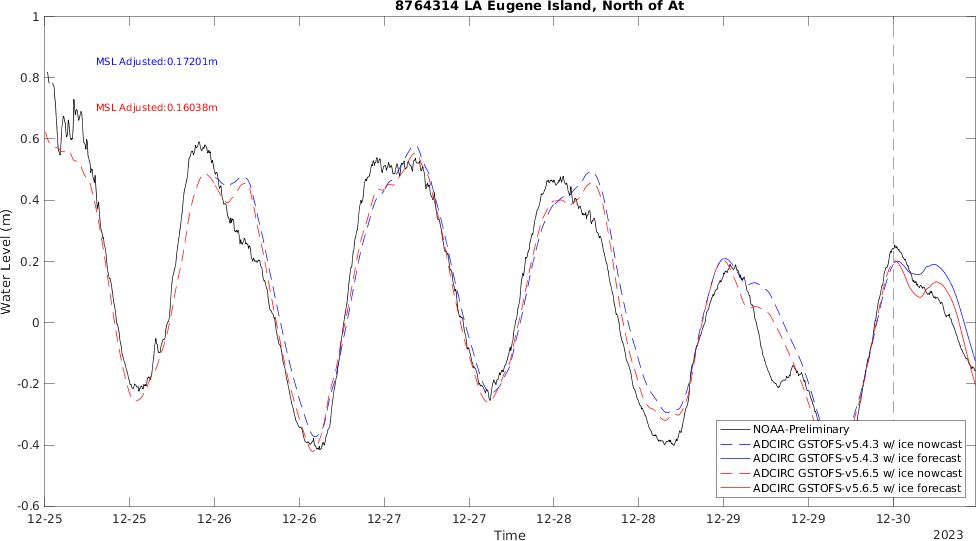 8764314 LA Eugene Island, North of At
MSL Adjusted:0.17201m
MSL Adjusted:0.16038m
Water Level (m)
1
0.8
0.6
0.4
0.2
0
-0.2
-0.4
-0.6
NOAA-Preliminary
ADCIRC GSTOFS-v5.4.3 w/ ice nowcast
ADCIRC GSTOFS-v5.4.3 w/ ice forecast
ADCIRC GSTOFS-v5.6.5 w/ ice nowcast
ADCIRC GSTOFS-v5.6.5 w/ ice forecast
12-25 12-25 12-26 12-26 12-27 12-27 12-28 12-28 12-29 12-29 12-30
Time
2023